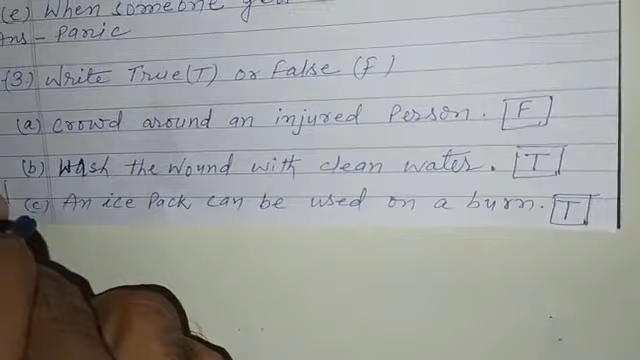 (e) When someone
Ans - Panic
(3) Write True(T) or False (F)
(a) Crowd around an injured Person. F
(b) Wash the wound with clean water. T
(c) An ice Pack can be used on a burn. T